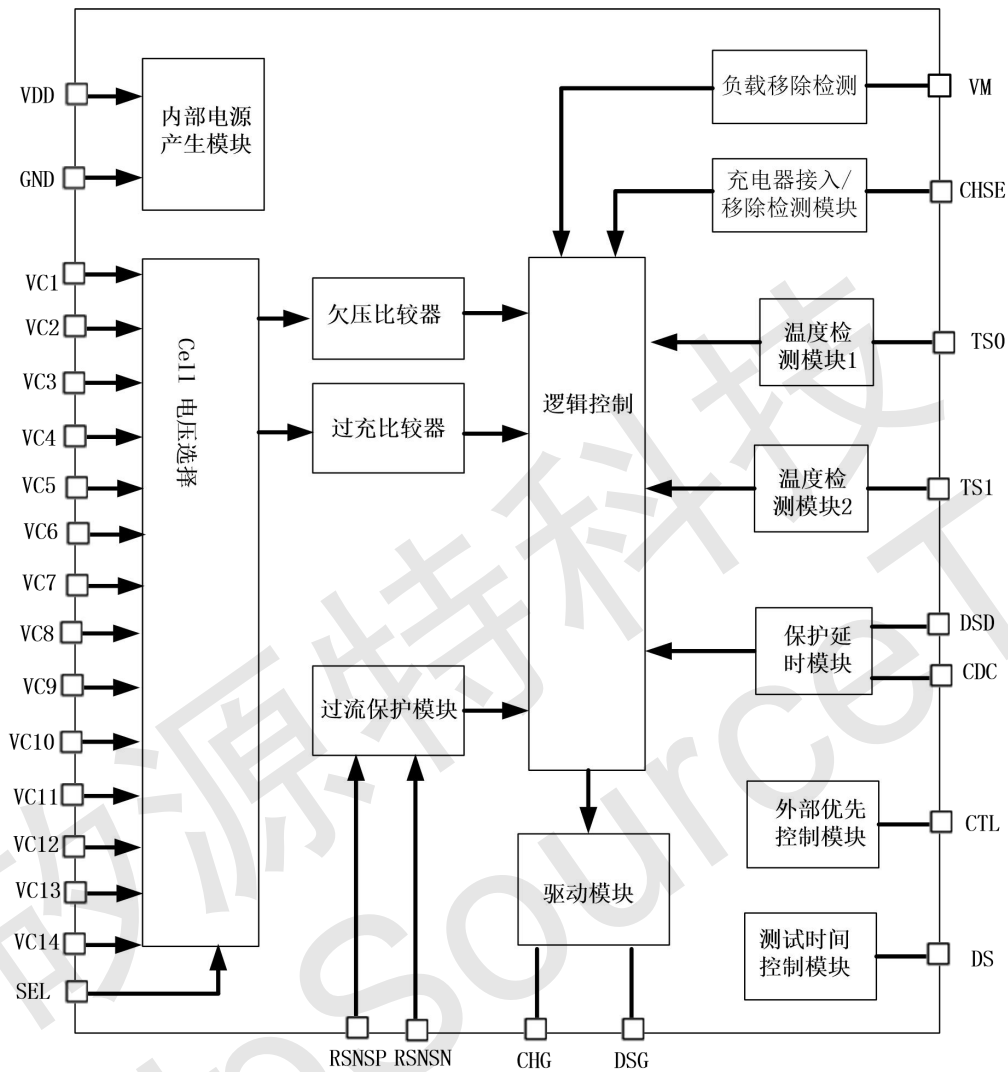 VDD
GND
内部电源
产生模块
负载移除检测
VM
充电器接入/
移除检测模块
CHSE
VC1
VC2
VC3
VC4
VC5
VC6
VC7
VC8
VC9
VC10
VC11
VC12
VC13
VC14
SEL
Cell 电压选择
欠压比较器
过充比较器
过流保护模块
逻辑控制
温度检
测模块1
TS0
温度检
测模块2
TS1
保护延
时模块
DSD
CDC
外部优先
控制模块
CTL
驱动模块
测试时间
控制模块
DS
RSNSP
RSNSN
CHG
DSG
矽源特科技
pSourceT